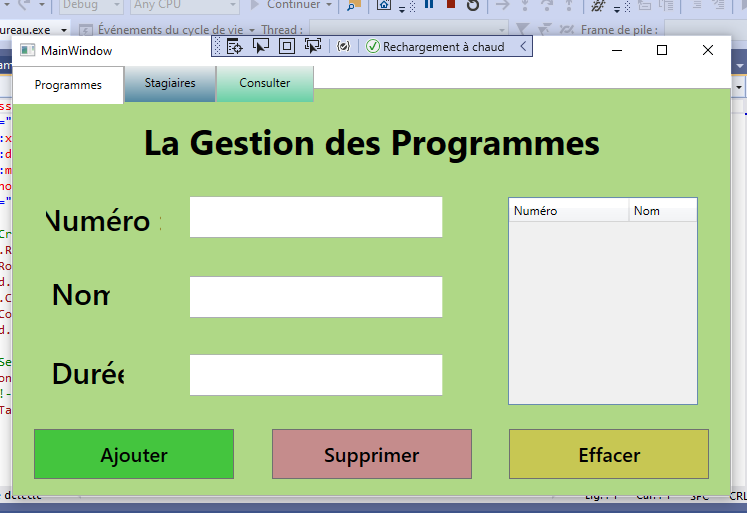 ureau.exe Événements du cycle de vie Thread : Frame de pile :
Debug Any CPU Continuer
MainWindow
Rechargement à chaud
Programmes Stagiaires Consulter
La Gestion des Programmes
Numéro :
Numéro Nom
Nom
Durée
Ajouter Supprimer Effacer